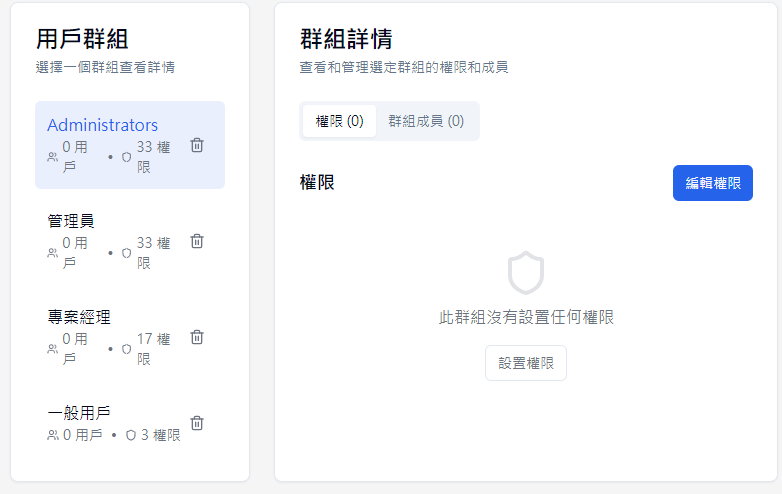 用戶群組
選擇一個群組查看詳情
Administrators
0 用
戶
•
33 權
限
管理員
0 用
戶
•
33 權
限
專案經理
0 用
戶
•
17 權
限
一般用戶
0 用戶 • 3 權限
群組詳情
查看和管理選定群組的權限和成員
權限 (0) 群組成員 (0)
權限
編輯權限
此群組沒有設置任何權限
設置權限